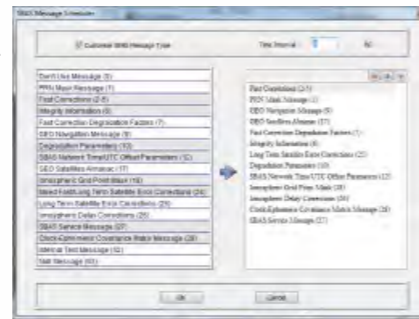 SBAS Message Scheduler
Customer SBAS Message Type
Time Interval
(s)
Don't Use Message (0)
PRN Mask Message (1)
Fast Corrections (2-5)
Integrity Information (6)
Fast Correction Degradation Factors (7)
GEO Navigation Message (9)
Degradation Parameters (10)
SBAS Network Time/UTC Offset Parameters (12)
GEO Satellites Almanac (17)
Ionospheric Grid Point Mask (18)
Mixed Fast/Long Term Satellite Error Corrections (24)
Long Term Satellite Error Corrections (25)
Ionospheric Delay Corrections (26)
SBAS Service Message (27)
Clock-Ephemeris Covariance Matrix Message (28)
Internal Test Message (62)
Null Message (63)
Fast Corrections (2-5)
PRN Mask Message (1)
GEO Navigation Message (9)
GEO Satellites Almanac (17)
Fast Correction Degradation Factors (7)
Integrity Information (6)
Long Term Satellite Error Corrections (25)
Degradation Parameters (10)
SBAS Network Time/UTC Offset Parameters (12)
Ionospheric Grid Point Mask (18)
Ionospheric Delay Corrections (26)
Clock-Ephemeris Covariance Matrix Message (28)
SBAS Service Message (27)
Ok
Cancel